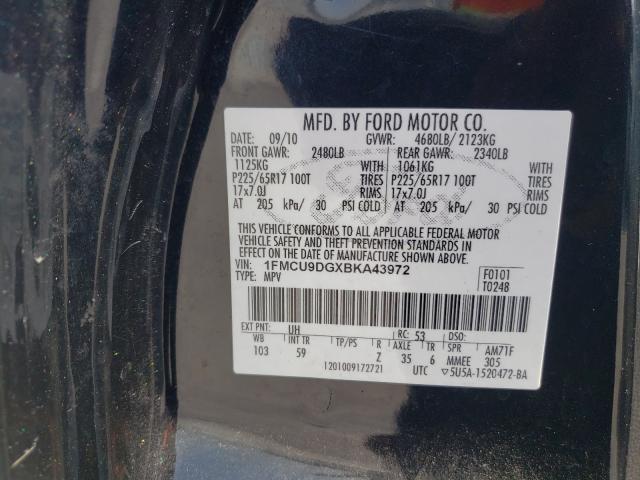 MFD. BY FORD MOTOR CO.
DATE: 09/10 GVWR: 4680LB/ 2123KG
FRONT GAWR: 2480LB REAR GAWR: 2340LB
1125KG WITH 1061KG WITH
P225/65R17 100T TIRES P225/65R17 100T TIRES
17x7.0J RIMS 17x7.0J RIMS
AT 205 kPa/ 30 PSI COLD AT 205 kPa/ 30 PSI COLD
THIS VEHICLE CONFORMS TO ALL APPLICABLE FEDERAL MOTOR
VEHICLE SAFETY AND THEFT PREVENTION STANDARDS IN
EFFECT ON THE DATE OF MANUFACTURE SHOWN ABOVE.
VIN: 1FMCU9DGXBKA43972 F0101
TYPE: MPV T0248
EXT PNT: UH RC: 53 DSO:
WB INT TR TP/PS R AXLE TR SPR AM71F
103 59 Z 35 6 MMEE 305
1201009172721 UTC ▽5U5A-1520472-BA